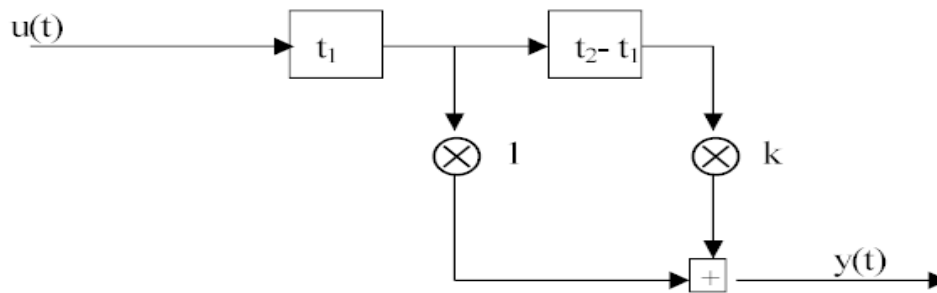 u(t)
t₁
t₂- t₁
1
k
+
y(t)